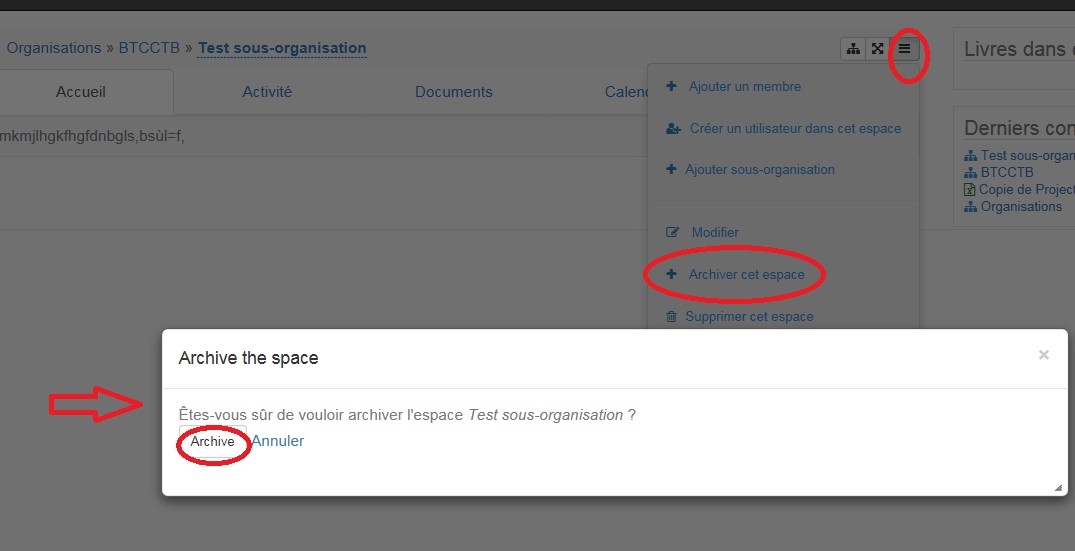 Organisations » BTCCTB » Test sous-organisation
Accueil
Activité
Documents
Calend
mkmjlhgkfhgfdnbgls,bsùl=f,
Ajouter un membre
Créer un utilisateur dans cet espace
Ajouter sous-organisation
Modifier
Archiver cet espace
Supprimer cet espace
Livres dans
Derniers con
Test sous-organ
BTCCTB
Copie de Project
Organisations
Archive the space
×
Êtes-vous sûr de vouloir archiver l'espace Test sous-organisation ?
Archive Annuler